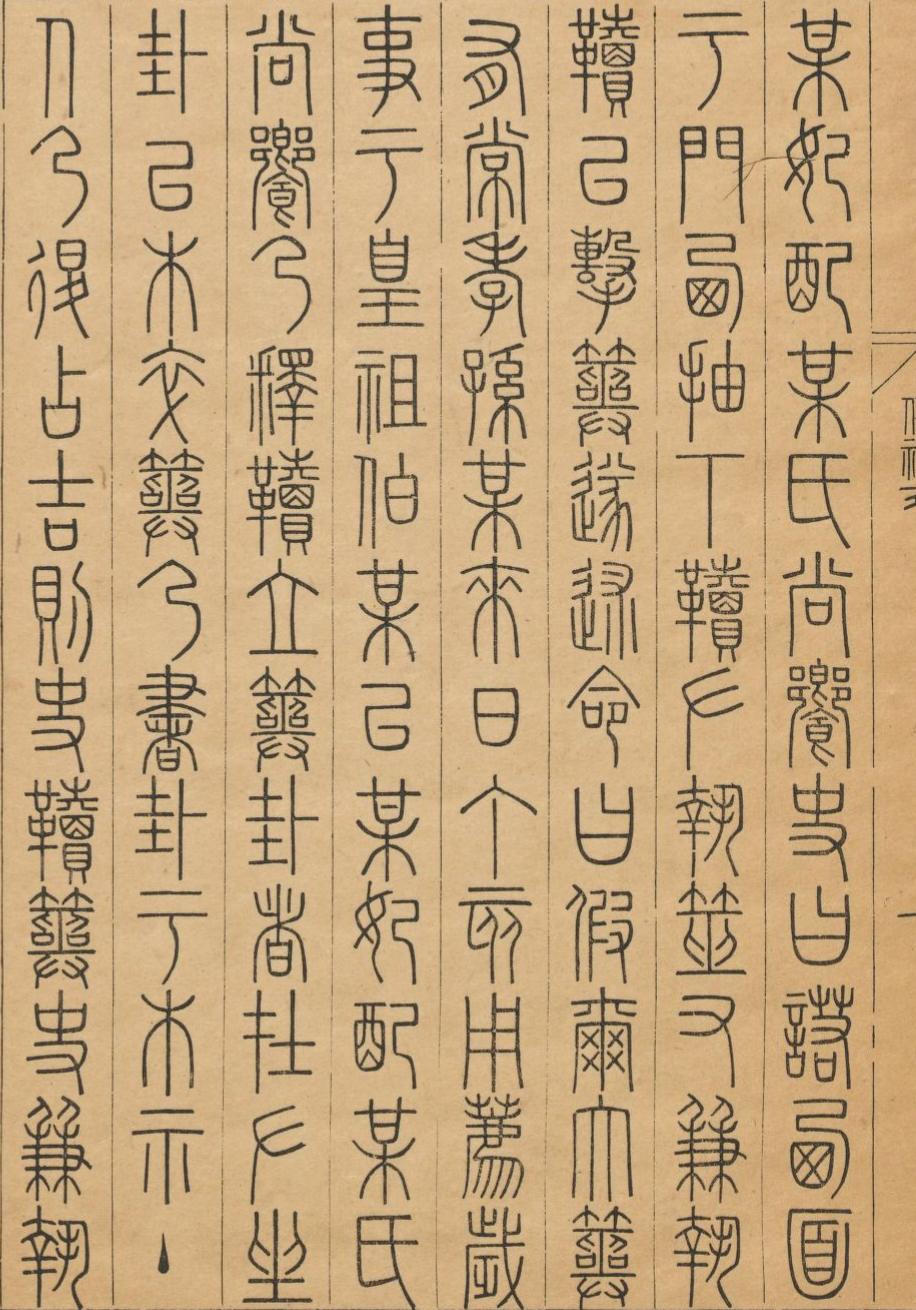 某妃配某氏尚饗史曰諾西面
于門西抽下韇左執筮右兼執
韇以擊筮遂述命曰假爾大筮
有常孝孫某來日丁亥用薦歲
事于皇祖伯某以某妃配某氏
尚饗乃釋韇立筮卦者在左坐
卦以木卒筮乃書卦于木示主
人乃退占吉則史韇筮史兼執